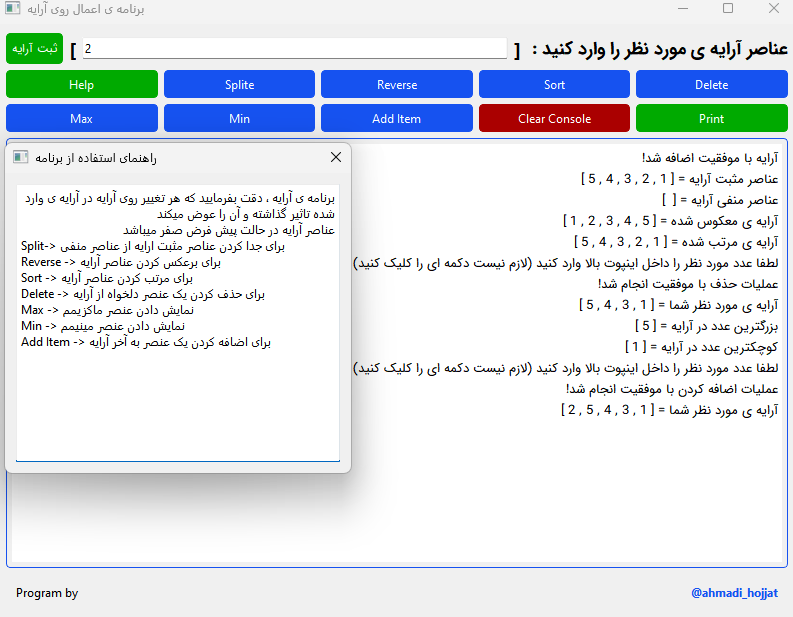 برنامه ی اعمال روی آرایه
عناصر آرایه ی مورد نظر را وارد کنید : [ 2 ] ثبت آرایه
Help Splite Reverse Sort Delete
Max Min Add Item Clear Console Print
آرایه با موفقیت اضافه شد!
عناصر مثبت آرایه = [ 1 , 2 , 3 , 4 , 5 ]
عناصر منفی آرایه = [ ]
آرایه ی معکوس شده = [ 5 , 4 , 3 , 2 , 1 ]
آرایه ی مرتب شده = [ 1 , 2 , 3 , 4 , 5 ]
لطفا عدد مورد نظر را داخل اینپوت بالا وارد کنید (لازم نیست دکمه ای را کلیک کنید)
عملیات حذف با موفقیت انجام شد!
آرایه ی مورد نظر شما = [ 1 , 3 , 4 , 5 ]
بزرگترین عدد در آرایه = [ 5 ]
کوچکترین عدد در آرایه = [ 1 ]
لطفا عدد مورد نظر را داخل اینپوت بالا وارد کنید (لازم نیست دکمه ای را کلیک کنید)
عملیات اضافه کردن با موفقیت انجام شد!
آرایه ی مورد نظر شما = [ 1 , 3 , 4 , 5 , 2 ]
راهنمای استفاده از برنامه
برنامه ی آرایه ، دقت بفرمایید که هر تغییر روی آرایه در آرایه ی وارد
شده تاثیر گذاشته و آن را عوض میکند
عناصر آرایه در حالت پیش فرض صفر میباشد
Split-> برای جدا کردن عناصر مثبت ارایه از عناصر منفی
Reverse -> برای برعکس کردن عناصر آرایه
Sort -> برای مرتب کردن عناصر آرایه
Delete -> برای حذف کردن یک عنصر دلخواه از آرایه
Max -> نمایش دادن عنصر ماکزیمم
Min -> نمایش دادن عنصر مینیمم
Add Item -> برای اضافه کردن یک عنصر به آخر آرایه
Program by @ahmadi_hojjat